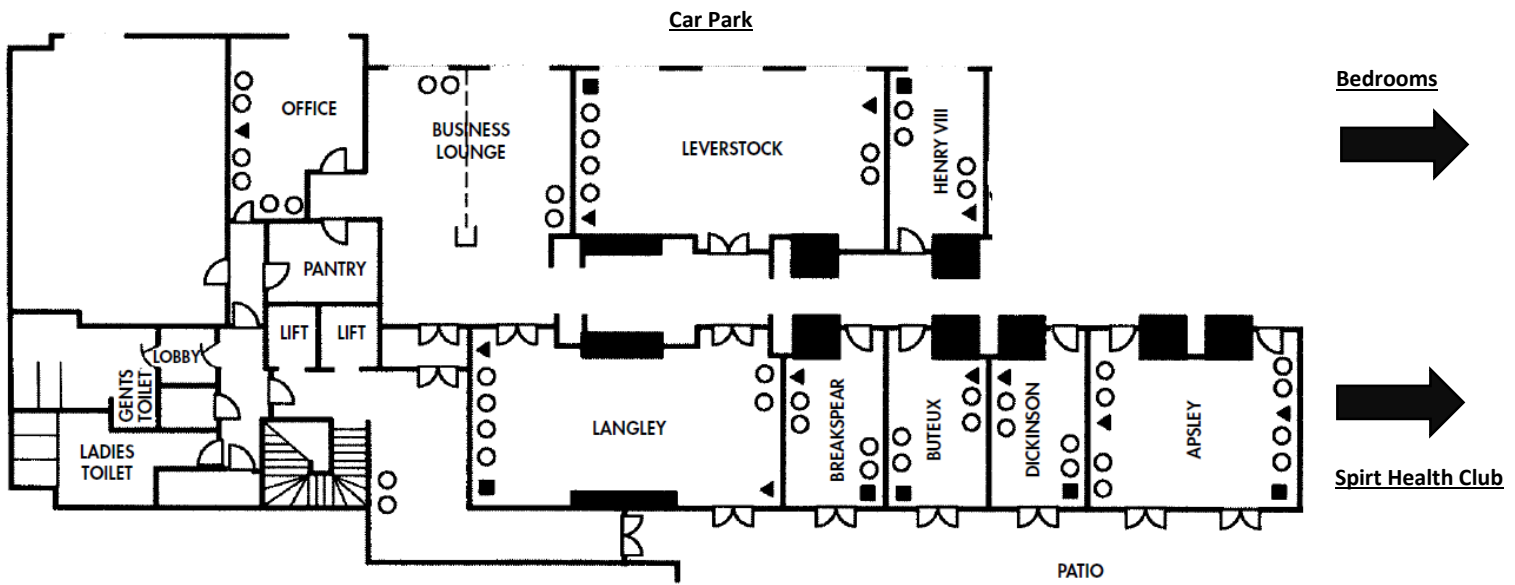 Car Park
Bedrooms
OFFICE
BUSINESS
LOUNGE
LEVERSTOCK
HENRY VIII
PANTRY
LIFT
LIFT
LOBBY
GENTS
TOILET
LADIES
TOILET
LANGLEY
BREAKSPEAR
BUTEUX
DICKINSON
APSLEY
Spirt Health Club
PATIO